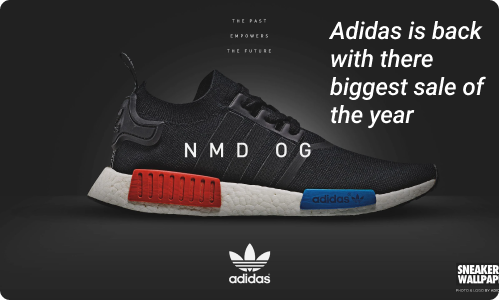 THE PAST
EMPOWERS
THE FUTURE
Adidas is back
with there
biggest sale of
the year
NMD OG
adidas
adidas
SNEAKER
WALLPAP